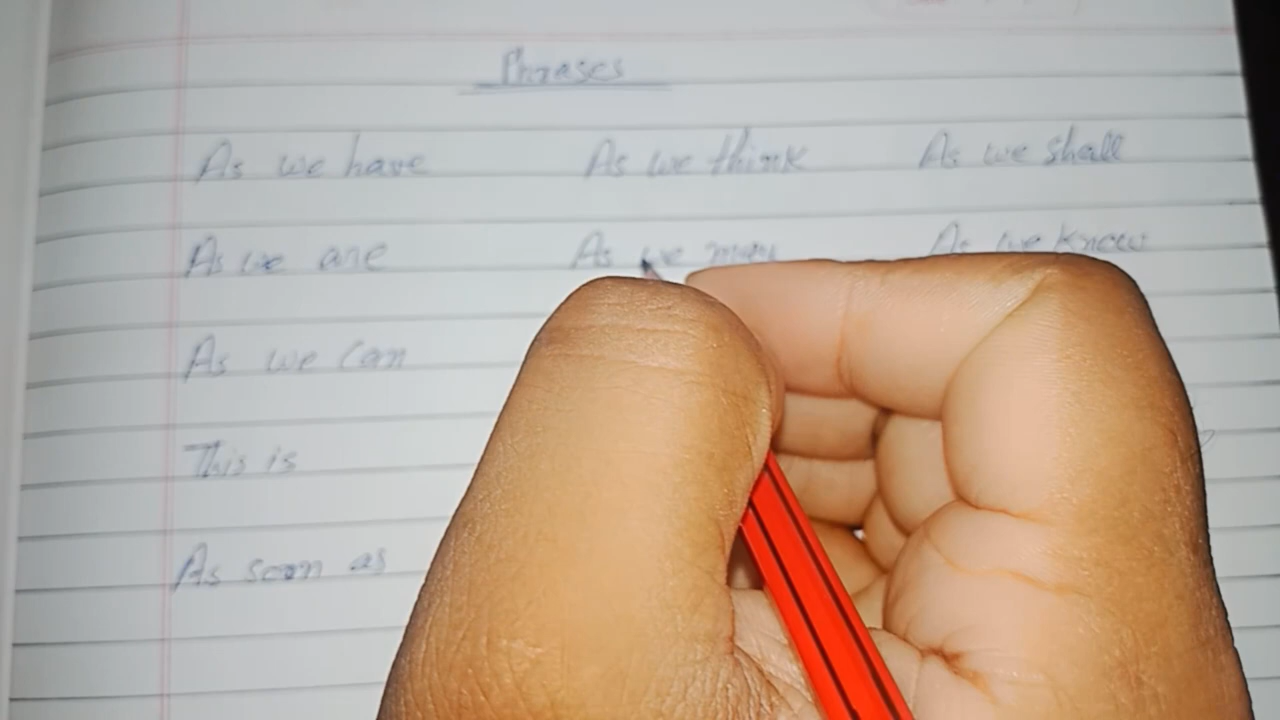 Phrases
As we have As we think As we shall
As we are As we may As we knew
As we can
This is
As soon as